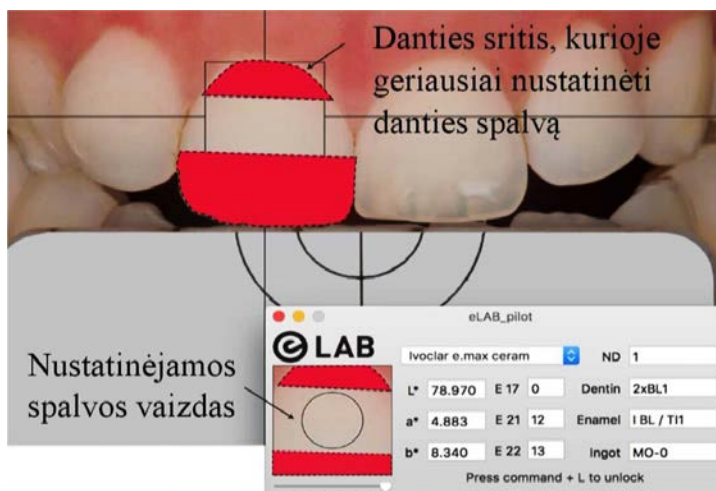 Danties sritis, kurioje
geriausiai nustatinėti
danties spalvą
eLAB_pilot
eLAB
Ivoclar e.max ceram ND 1
L* 78.970 E 17 0 Dentin 2xBL1
a* 4.883 E 21 12 Enamel I BL / TI1
b* 8.340 E 22 13 Ingot MO-0
Press command + L to unlock
Nustatinėjamos
spalvos vaizdas